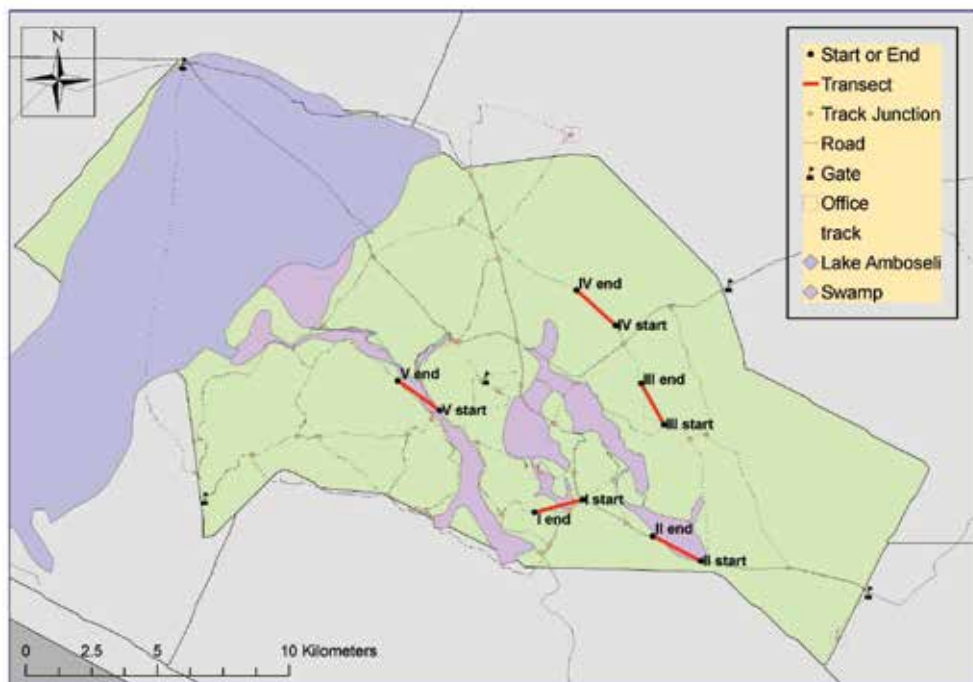 N
Start or End
Transect
Track Junction
Road
Gate
Office
track
Lake Amboseli
Swamp
IV end
IV start
III end
V end
V start
III start
I start
I end
II end
II start
0 2.5 5 10 Kilometers